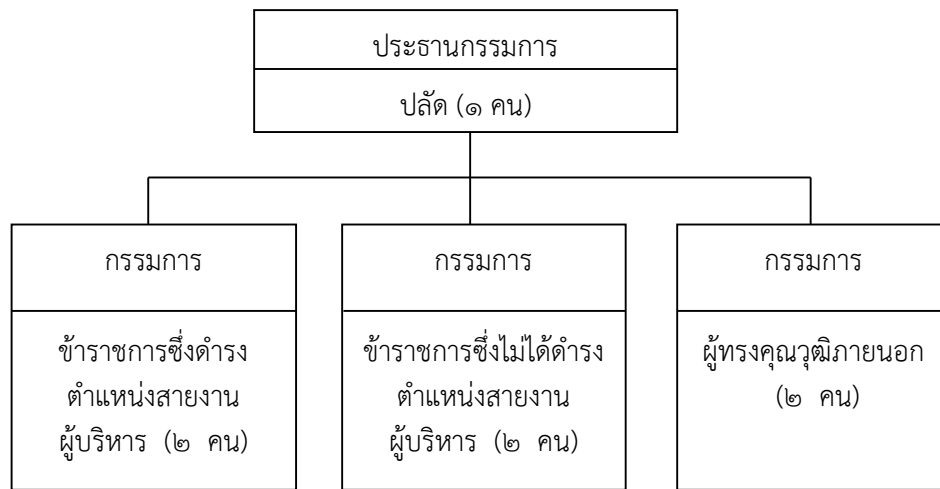 ประธานกรรมการ
ปลัด (๑ คน)
กรรมการ
ข้าราชการซึ่งดำรง
ตำแหน่งสายงาน
ผู้บริหาร (๒ คน)
กรรมการ
ข้าราชการซึ่งไม่ได้ดำรง
ตำแหน่งสายงาน
ผู้บริหาร (๒ คน)
กรรมการ
ผู้ทรงคุณวุฒิภายนอก
(๒ คน)